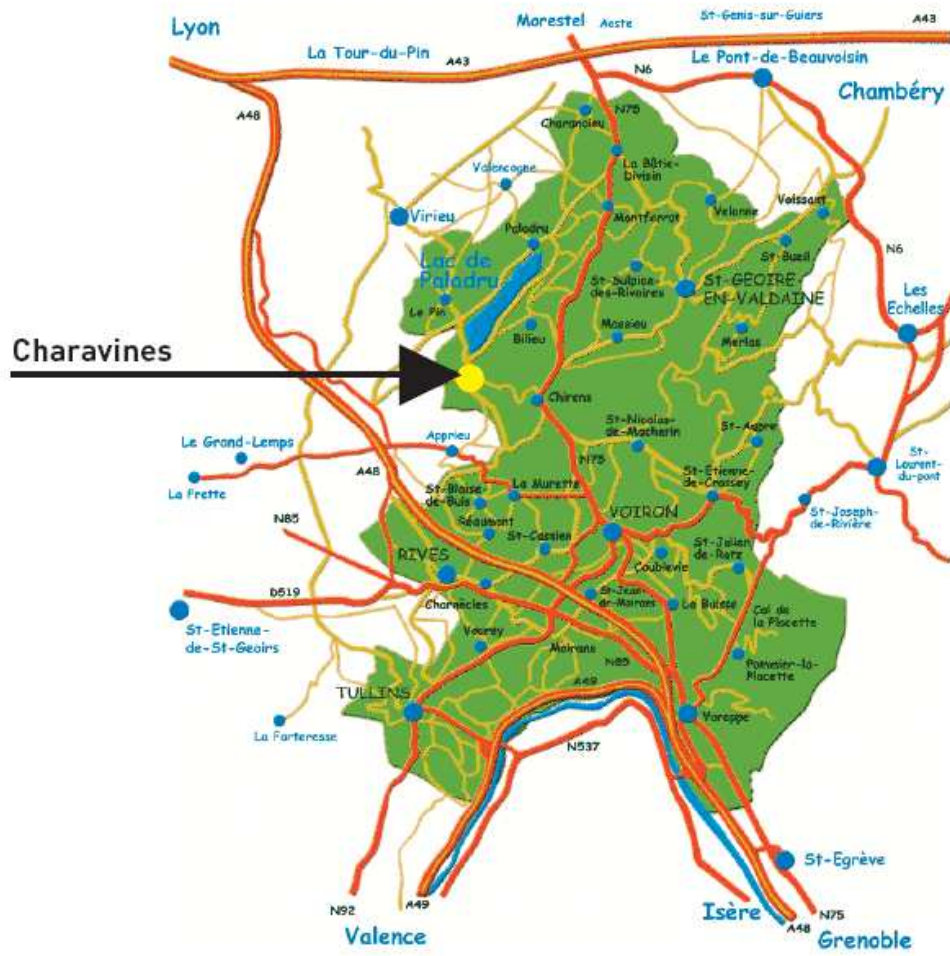 Morestel
Aoste
St-Genis-sur-Guiers
A43
Lyon
La Tour-du-Pin
A43
N6
Le Pont-de-Beauvoisin
Chambéry
A48
N75
Charancieu
La Bâtie-
Divisin
Valencogne
Virieu
Velanne
Voissant
Montferrat
Paladru
N6
St-Bueil
Lac de
Paladru
St-Sulpice-
des-Rivoires
St-GEOIRE
EN-VALDAINE
Les
Echelles
Le Pin
Bilieu
Massieu
Merlas
Charavines
Chirens
St-Nicolas-
de-Macherin
St-Aupre
Le Grand-Lemps
Apprieu
N75
A48
St-Etienne-
de-Crossey
St-
Laurent-
du-pont
La Frette
St-Blaise-
de-Buis
La Murette
St-Joseph-
de-Rivière
N85
Réaumont
St-Cassien
VOIRON
St-Julien
de-Ratz
RIVES
Coublevie
D519
Charnècles
St-Jean
de-Moirans
La Buisse
Col de
la Placette
St-Etienne-
de-St-Geoirs
Vourey
Moirans
N85
Pommier-la-
Placette
A49
TULLINS
Voreppe
La Forteresse
N537
St-Egrève
N92
A49
Valence
Isère
A48
N75
Grenoble